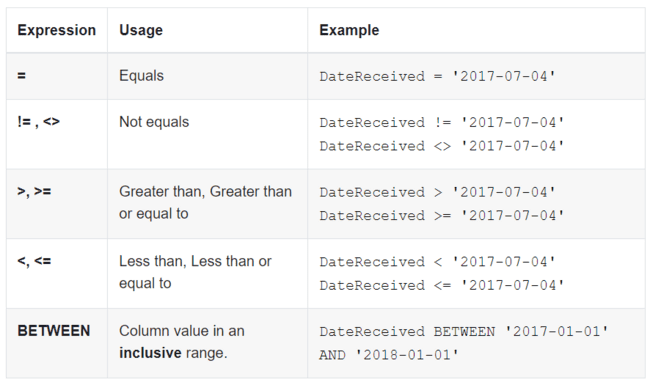 Expression Usage Example
= Equals DateReceived = '2017-07-04'
!= , <> Not equals DateReceived != '2017-07-04'
DateReceived <> '2017-07-04'
>, >= Greater than, Greater than DateReceived > '2017-07-04'
or equal to DateReceived >= '2017-07-04'
<, <= Less than, Less than or DateReceived < '2017-07-04'
equal to DateReceived <= '2017-07-04'
BETWEEN Column value in an DateReceived BETWEEN '2017-01-01'
inclusive range. AND '2018-01-01'